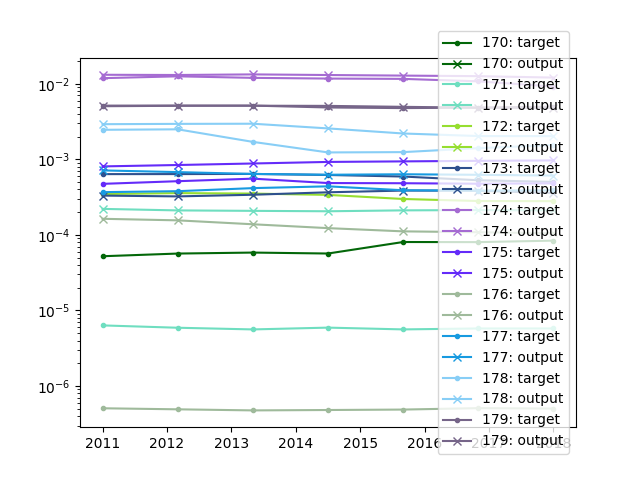 10⁻²
10⁻³
10⁻⁴
10⁻⁵
10⁻⁶
2011
2012
2013
2014
2015
2016
2017
2018
170: target
170: output
171: target
171: output
172: target
172: output
173: target
173: output
174: target
174: output
175: target
175: output
176: target
176: output
177: target
177: output
178: target
178: output
179: target
179: output